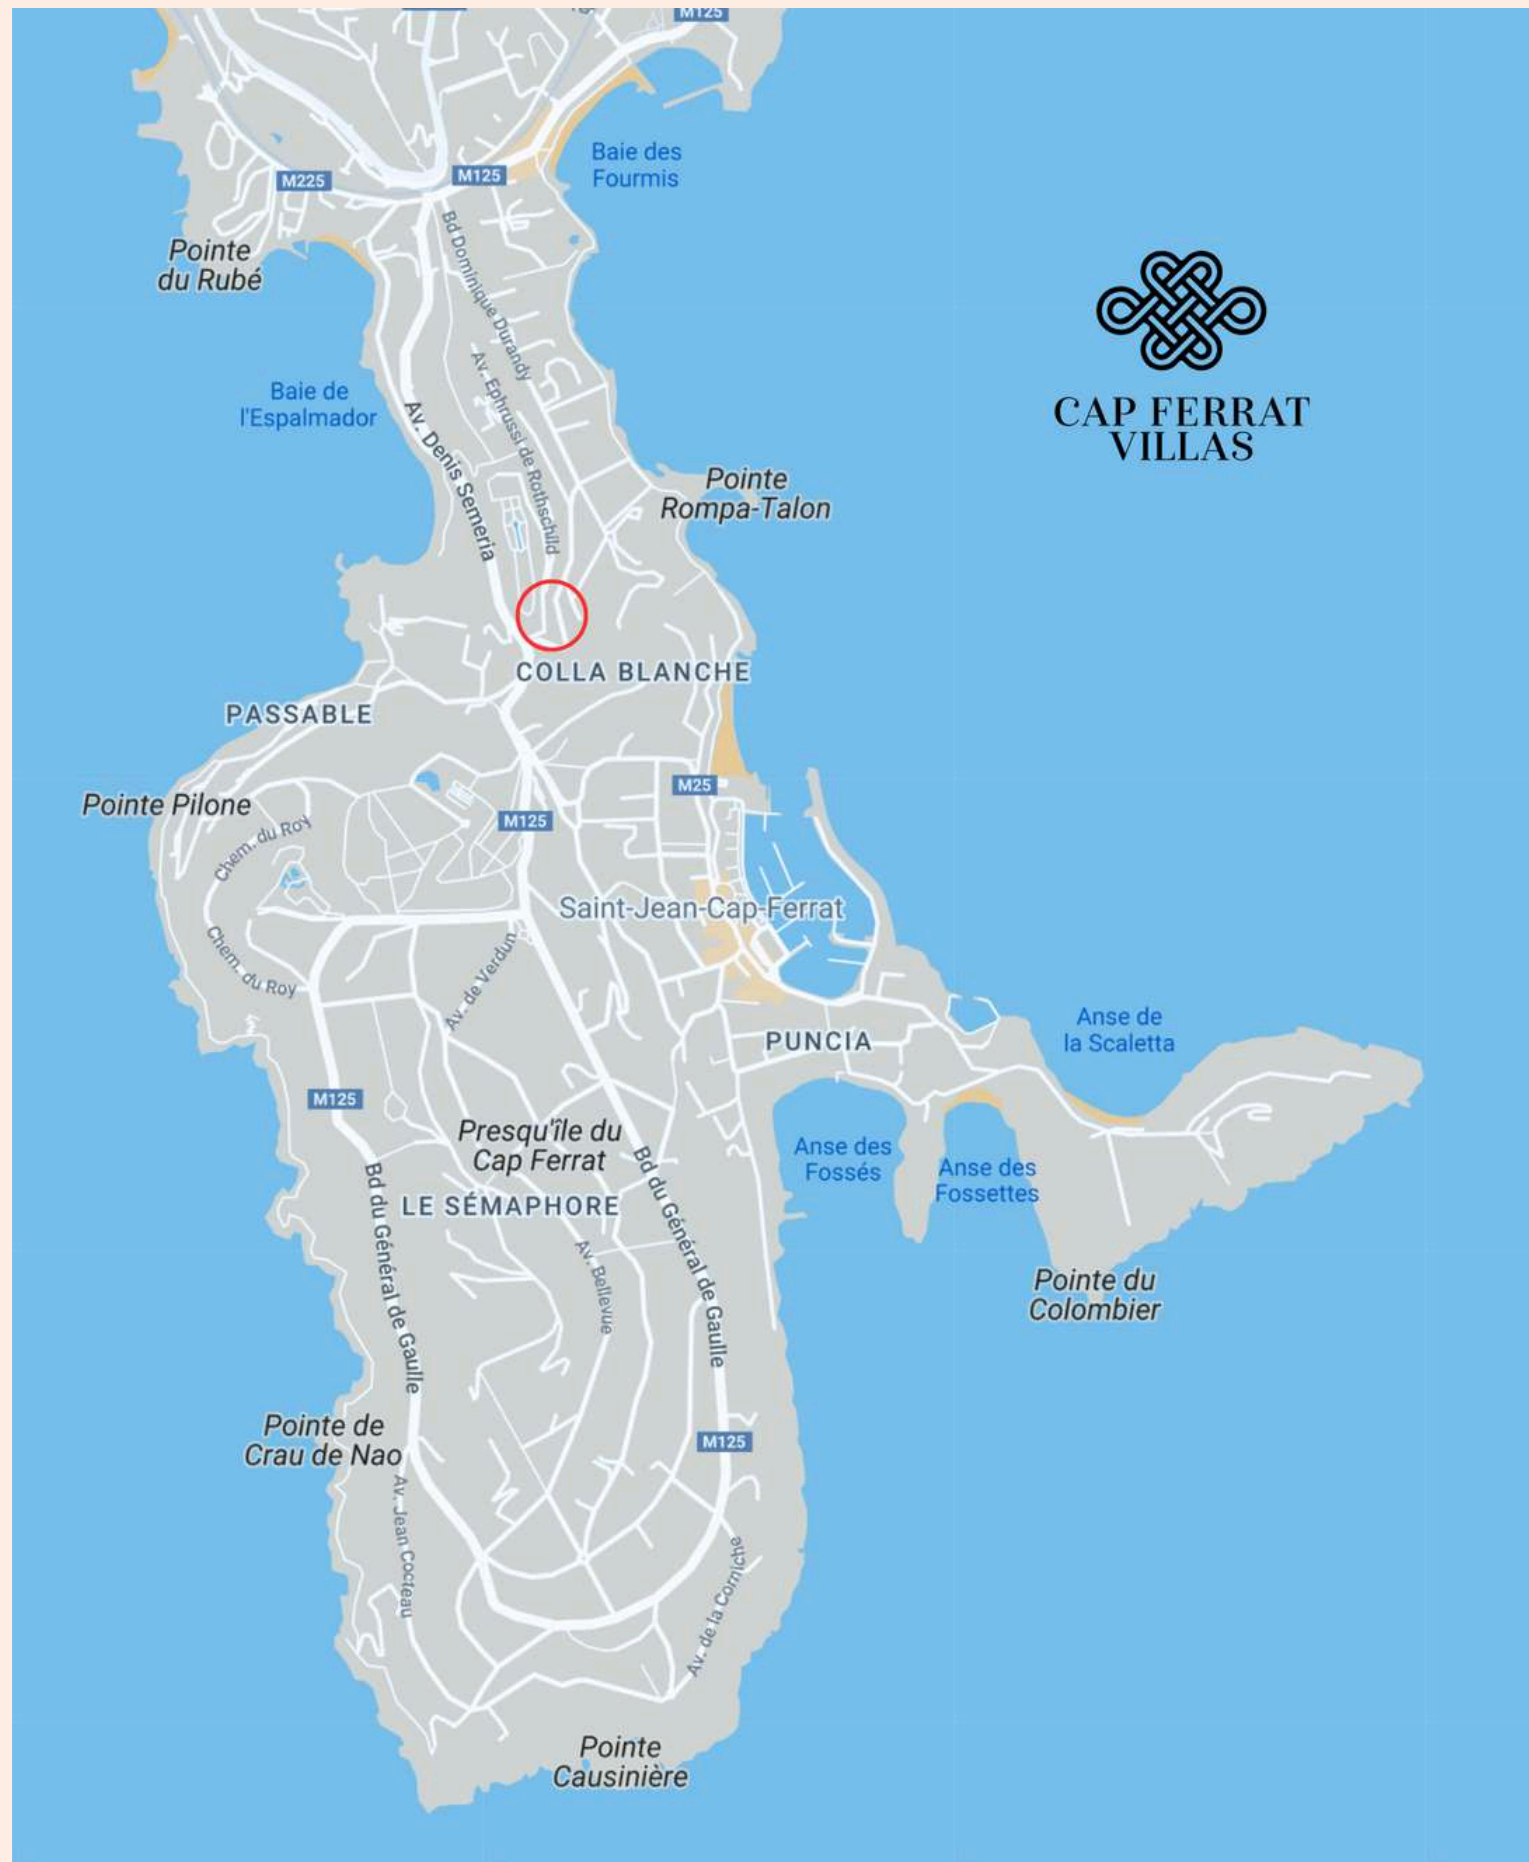 M125
M225
M125
Baie des
Fourmis
Pointe
du Rubé
Bd Dominique Durandy
Av. Ephrussi de Rothschild
Av. Denis Semeria
Baie de
l'Espalmador
CAP FERRAT
VILLAS
Pointe
Rompa-Talon
COLLA BLANCHE
PASSABLE
M25
Pointe Pilone
M125
Chem. du Roy
Saint-Jean-Cap-Ferrat
Chem. du Roy
Av. de Verdun
Anse de
la Scaletta
PUNCIA
M125
Presqu'île du
Cap Ferrat
Anse des
Fossés
Anse des
Fossettes
LE SÉMAPHORE
Bd du Général de Gaulle
Bd du Général de Gaulle
Av. Bellevue
Pointe du
Colombier
Pointe de
Crau de Nao
M125
Av. Jean Cocteau
Av. de la Corniche
Pointe
Causinière